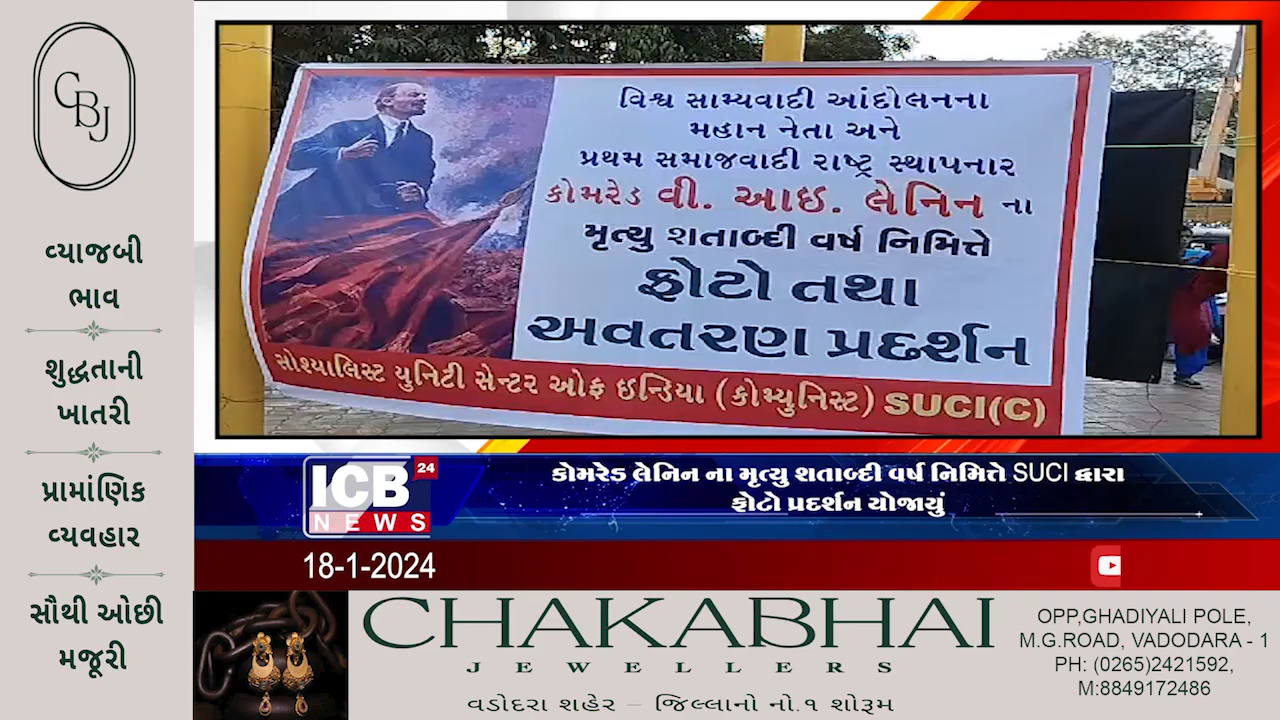 CBJ
વ્યાજબી
ભાવ
શુદ્ધતાની
ખાતરી
પ્રામાંણિક
વ્યવહાર
સૌથી ઓછી
મજૂરી
વિશ્વ સામ્યવાદી આંદોલનના
મહાન નેતા અને
પ્રથમ સમાજવાદી રાષ્ટ્ર સ્થાપનાર
કોમરેડ વી. આઇ. લેનિન ના
મૃત્યુ શતાબ્દી વર્ષ નિમિત્તે
ફોટો તથા
અવતરણ પ્રદર્શન
સોશ્યાલિસ્ટ યુનિટી સેન્ટર ઓફ ઇન્ડિયા (કોમ્યુનિસ્ટ) SUCI(C)
ICB 24
NEWS
કોમરેડ લેનિન ના મૃત્યુ શતાબ્દી વર્ષ નિમિત્તે SUCI દ્વારા
ફોટો પ્રદર્શન યોજાયું
18-1-2024
CHAKABHAI
JEWELLERS
વડોદરા શહેર – જિલ્લાનો નો.૧ શોરૂમ
OPP,GHADIYALI POLE,
M.G.ROAD, VADODARA - 1
PH: (0265)2421592,
M:8849172486